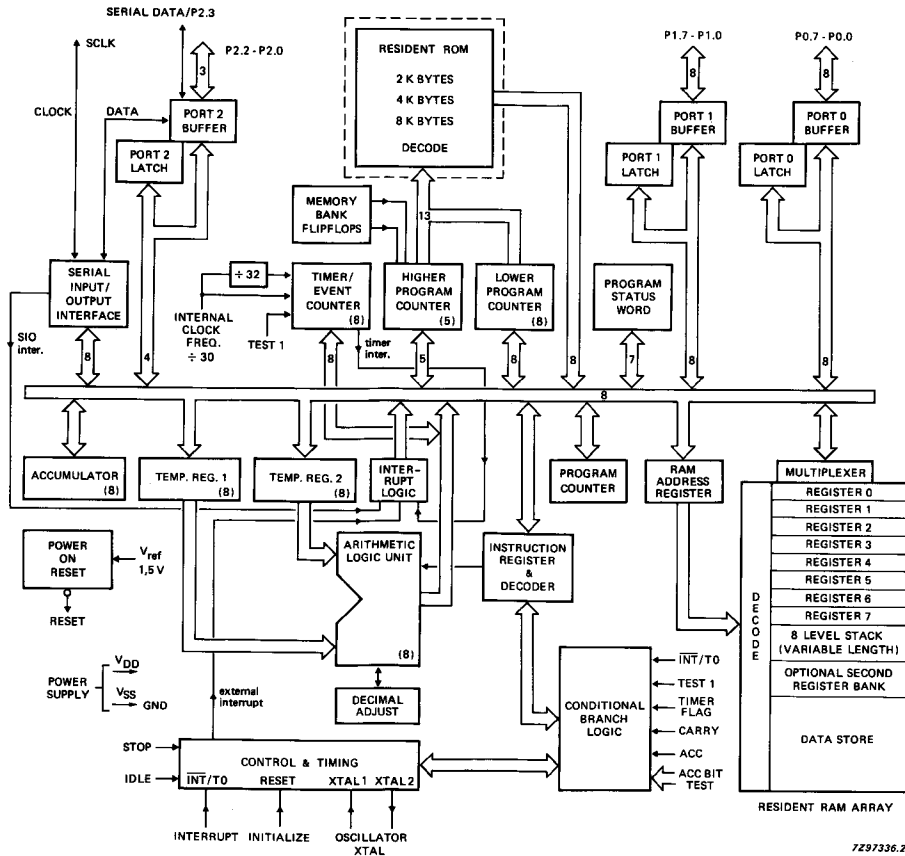 SERIAL DATA/P2.3
SCLK
P2.2 - P2.0
3
CLOCK
DATA
PORT 2
BUFFER
PORT 2
LATCH
SERIAL
INPUT/
OUTPUT
INTERFACE
SIO
inter.
8
4
RESIDENT ROM
2 K BYTES
4 K BYTES
8 K BYTES
DECODE
13
MEMORY
BANK
FLIPFLOPS
÷ 32
TIMER/
EVENT
COUNTER
(8)
HIGHER
PROGRAM
COUNTER
(5)
LOWER
PROGRAM
COUNTER
(8)
INTERNAL
CLOCK
FREQ.
÷ 30
TEST 1
timer
inter.
8
5
8
8
P1.7 - P1.0
8
PORT 1
BUFFER
PORT 1
LATCH
P0.7 - P0.0
8
PORT 0
BUFFER
PORT 0
LATCH
PROGRAM
STATUS
WORD
7
8
8
8
ACCUMULATOR
(8)
TEMP. REG. 1
(8)
TEMP. REG. 2
(8)
INTER-
RUPT
LOGIC
PROGRAM
COUNTER
RAM
ADDRESS
REGISTER
MULTIPLEXER
REGISTER 0
REGISTER 1
REGISTER 2
REGISTER 3
REGISTER 4
REGISTER 5
REGISTER 6
REGISTER 7
8 LEVEL STACK
(VARIABLE LENGTH)
OPTIONAL SECOND
REGISTER BANK
DATA STORE
DECODE
RESIDENT RAM ARRAY
POWER
ON
RESET
Vref
1,5 V
RESET
ARITHMETIC
LOGIC UNIT
(8)
INSTRUCTION
REGISTER
&
DECODER
DECIMAL
ADJUST
POWER
SUPPLY
VDD
VSS
GND
external
interrupt
CONDITIONAL
BRANCH
LOGIC
INT/T0
TEST 1
TIMER
FLAG
CARRY
ACC
ACC BIT
TEST
STOP
IDLE
CONTROL & TIMING
INT/T0 RESET XTAL1 XTAL 2
INTERRUPT INITIALIZE OSCILLATOR
XTAL
7Z97336.2